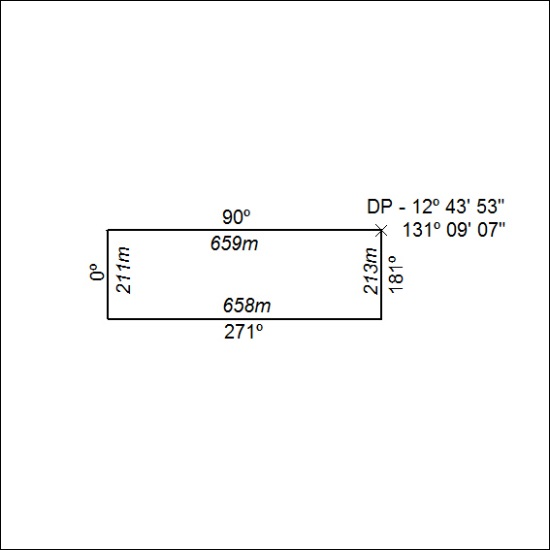 DP - 12º 43' 53"
131º 09' 07"
90º
659m
0º
211m
213m
181º
658m
271º